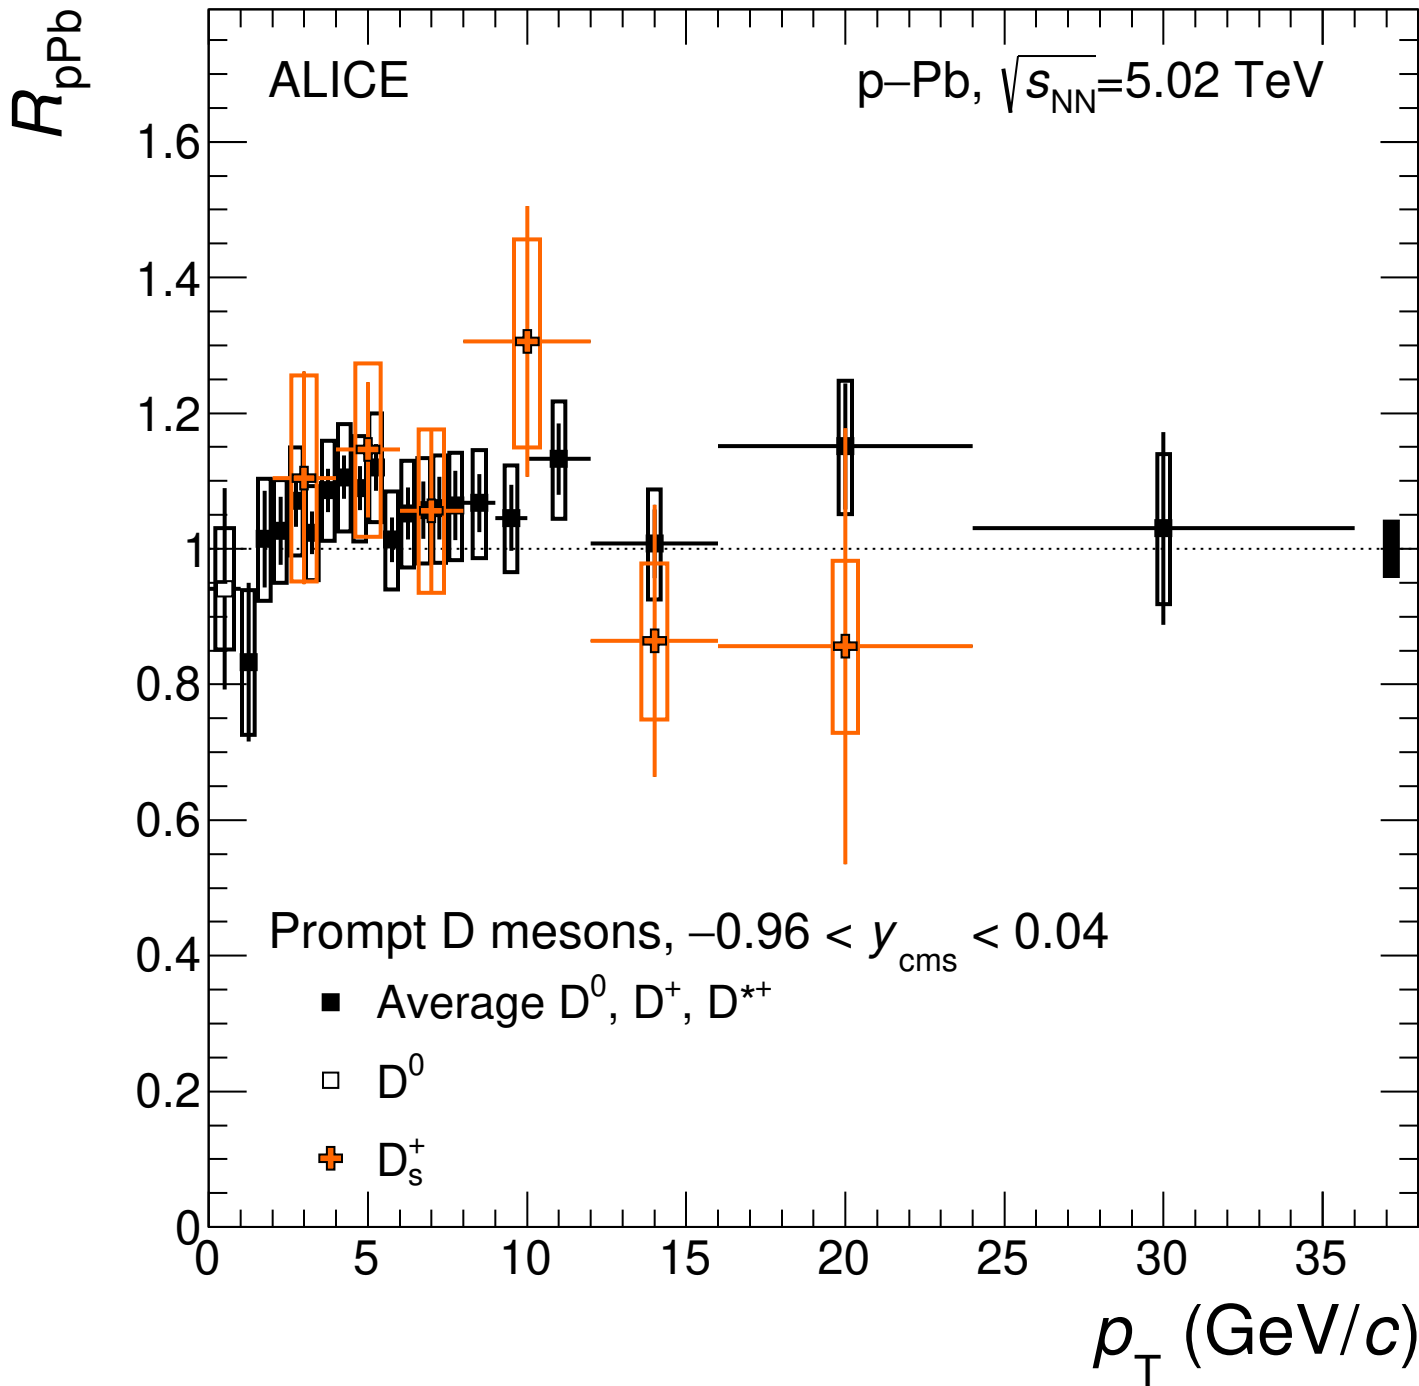 R_pPb
ALICE
p–Pb, √s_NN=5.02 TeV
1.6
1.4
1.2
1
0.8
0.6
0.4
0.2
0
Prompt D mesons, –0.96 < y_cms < 0.04
Average D⁰, D⁺, D*⁺
D⁰
D_s⁺
0 5 10 15 20 25 30 35
p_T (GeV/c)